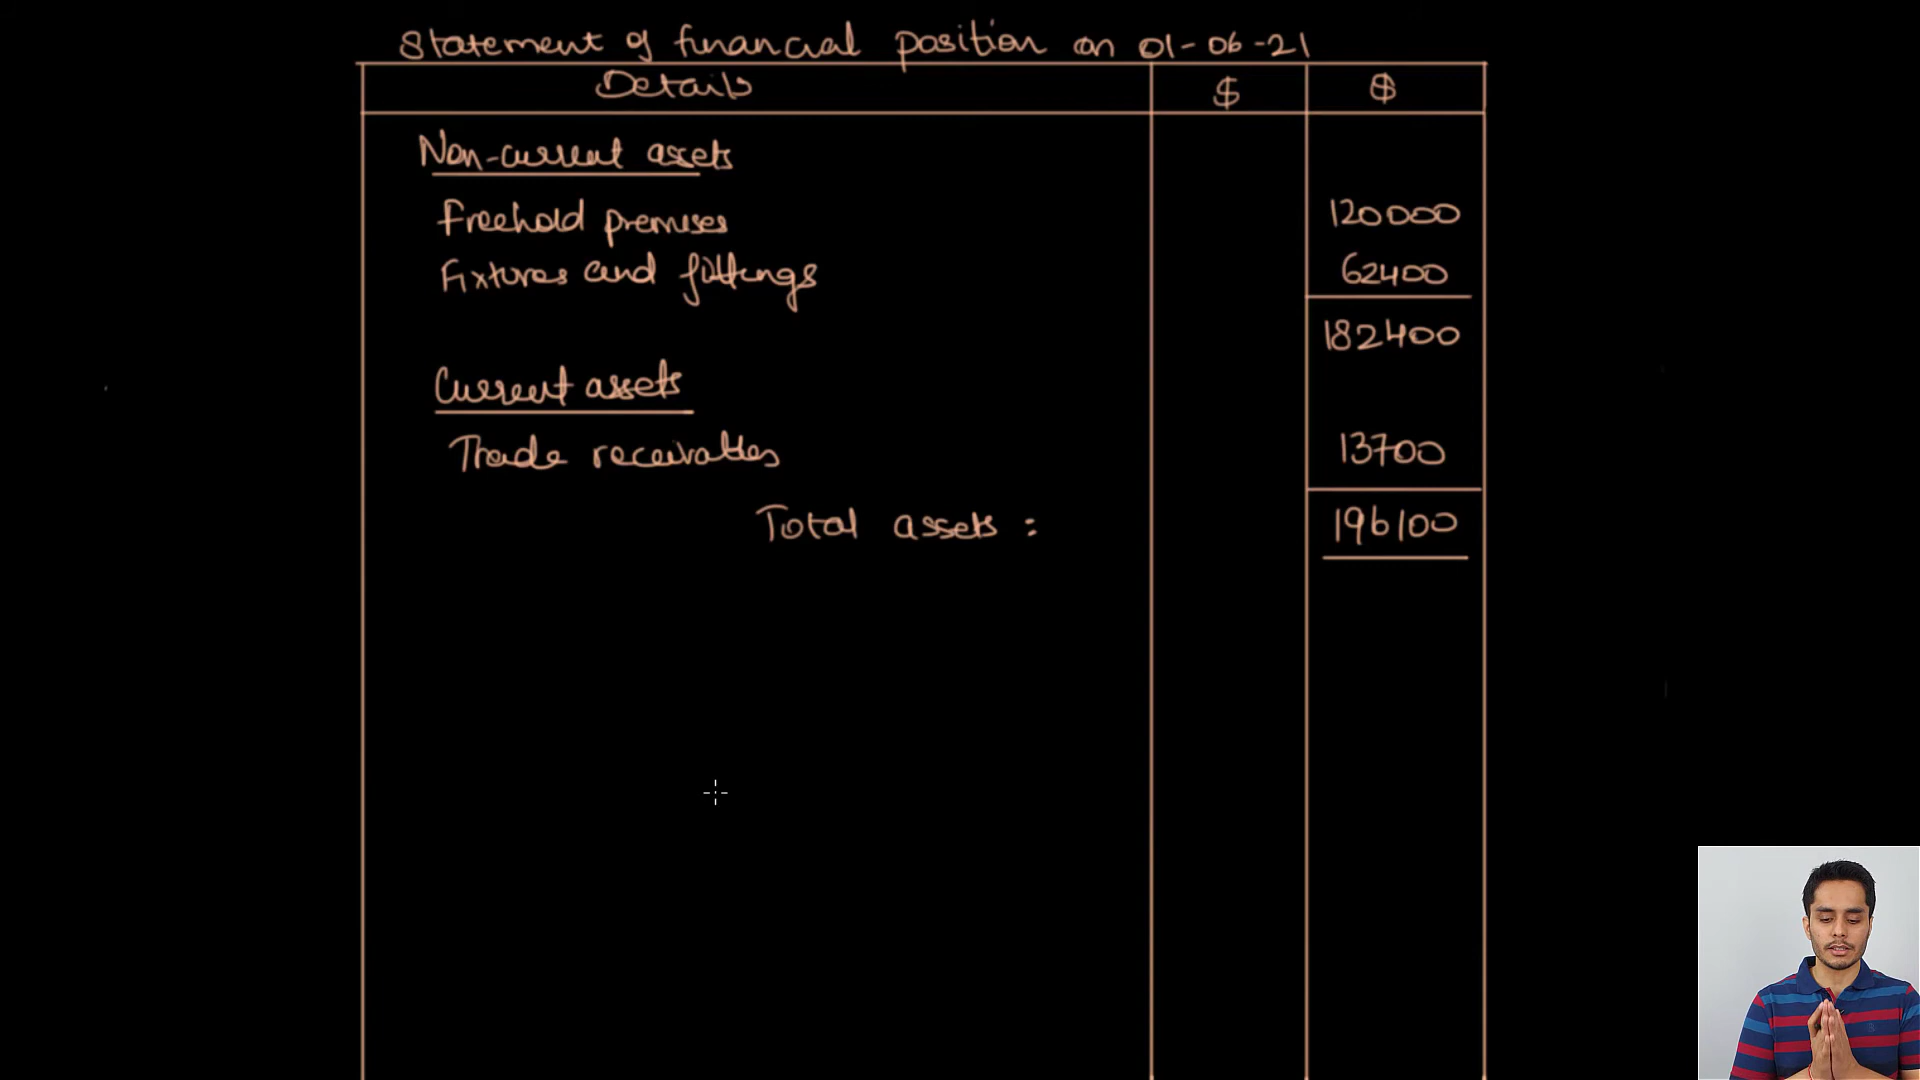 Statement of financial position on 01-06-21
Details $ $
Non-current assets
Freehold premises 120000
Fixtures and fittings 62400
182400
Current assets
Trade receivables 13700
Total assets : 196100